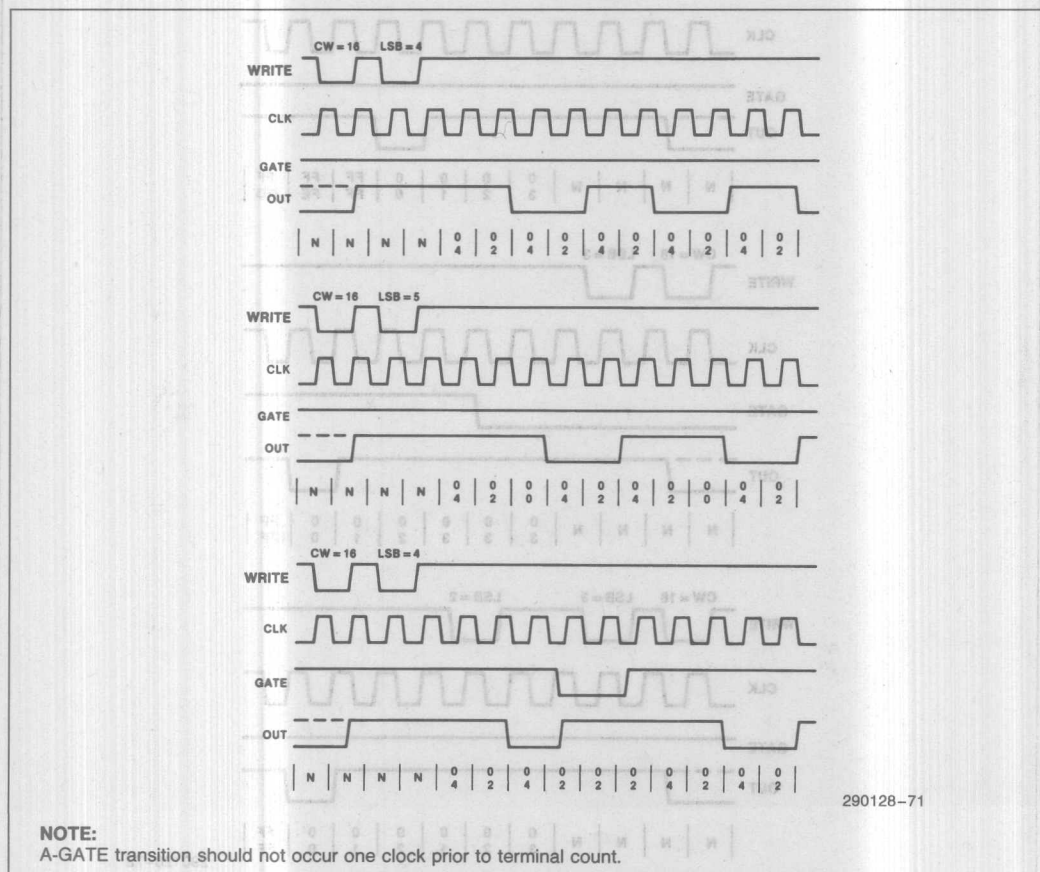 CW = 16 LSB = 4
WRITE
CLK
GATE
OUT
N N N N 0 0 0 0 0 0 0 0 0 0
4 2 4 2 4 2 4 2 4 2
CW = 16 LSB = 5
WRITE
CLK
GATE
OUT
N N N N 0 0 0 0 0 0 0 0 0 0
4 2 0 4 2 4 2 0 4 2
CW = 16 LSB = 4
WRITE
CLK
GATE
OUT
N N N N 0 0 0 0 0 0 0 0 0 0
4 2 4 2 2 2 4 2 4 2
290128–71
NOTE:
A-GATE transition should not occur one clock prior to terminal count.